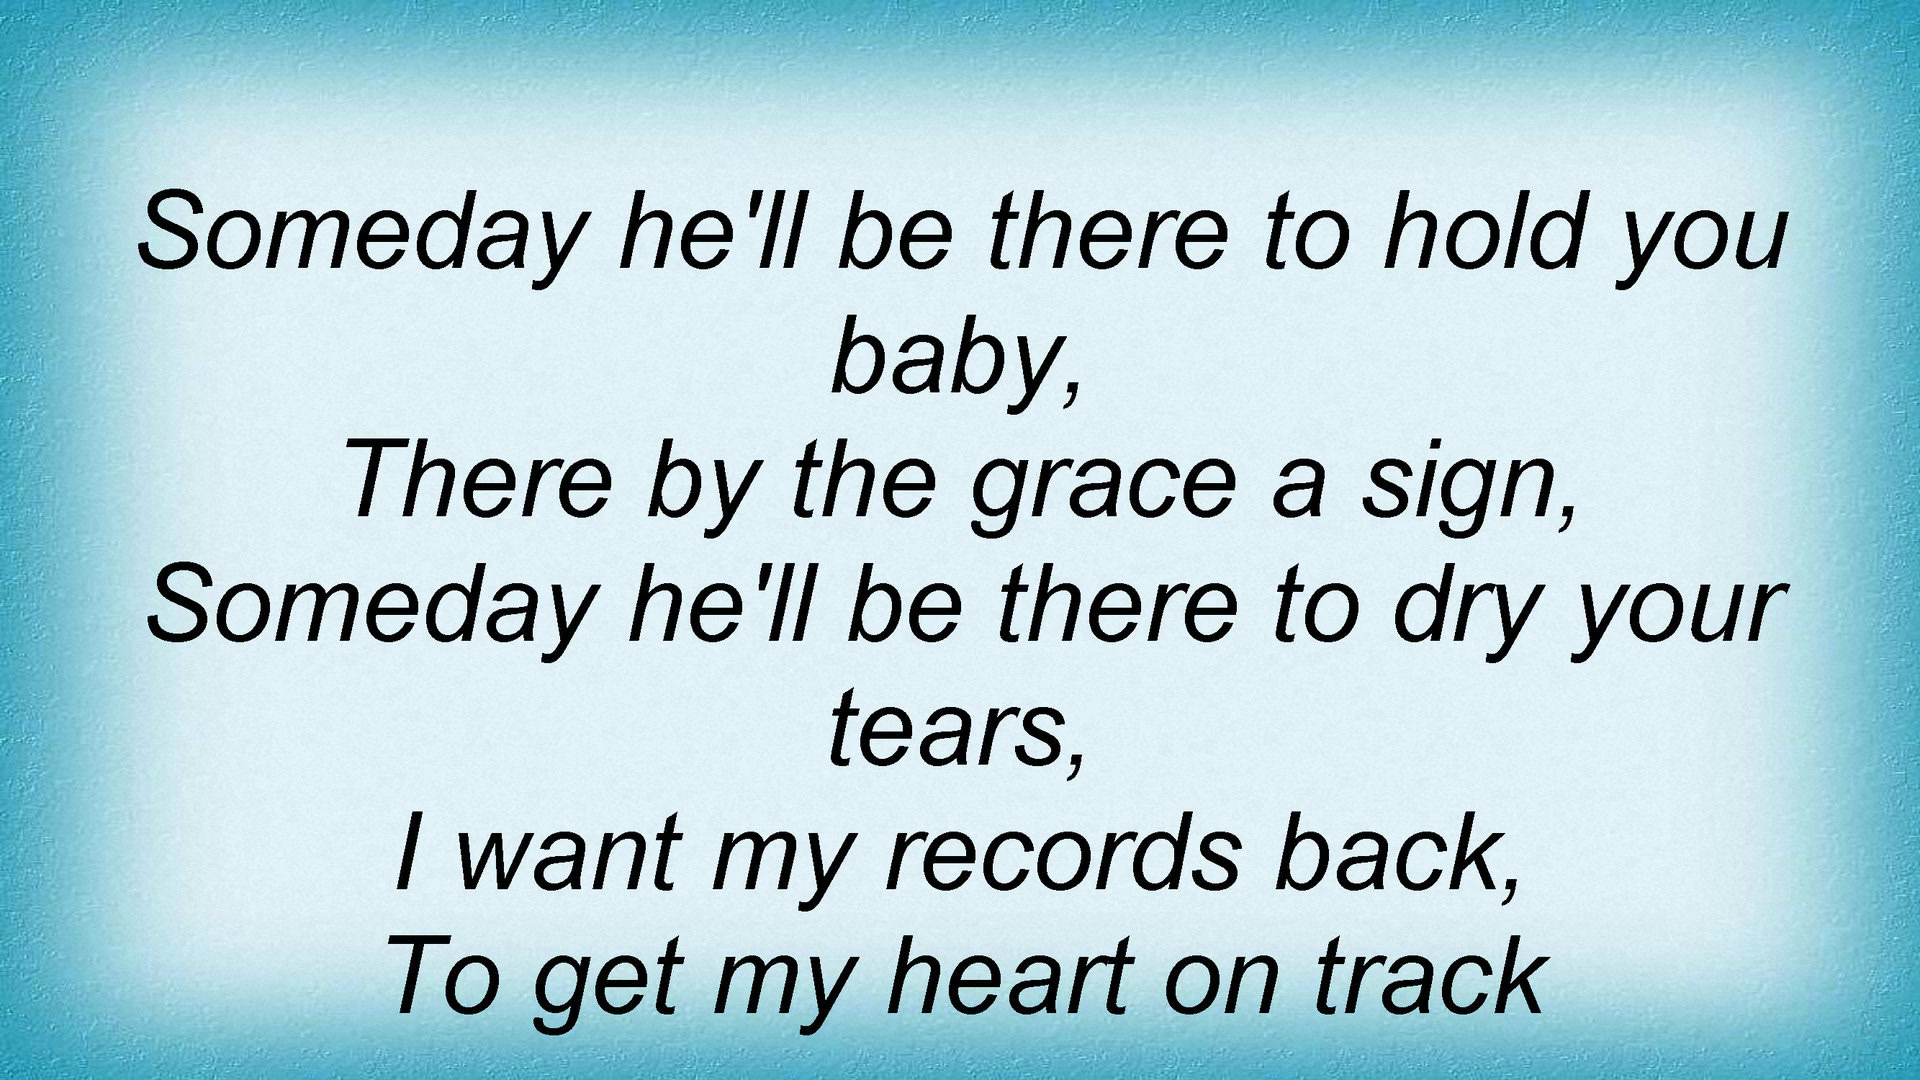 Someday he'll be there to hold you
baby,
There by the grace a sign,
Someday he'll be there to dry your
tears,
I want my records back,
To get my heart on track